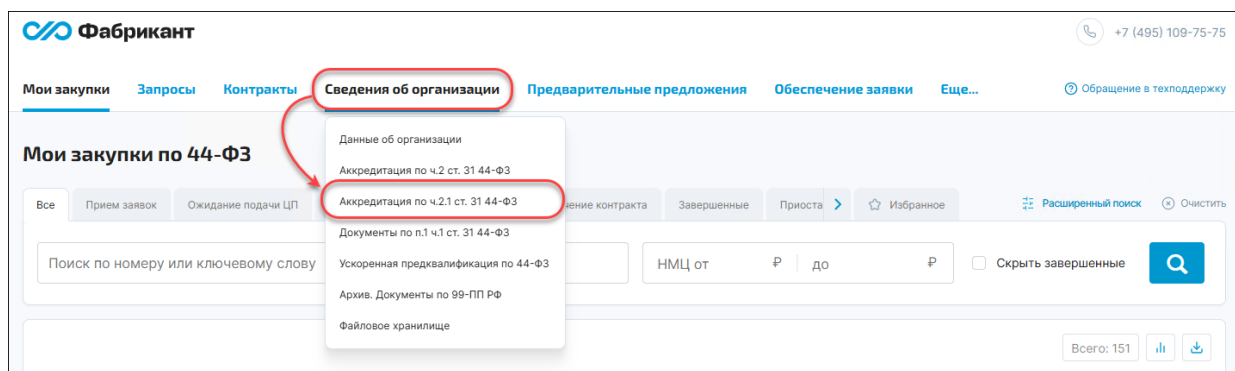 Фабрикант
+7 (495) 109-75-75
Мои закупки Запросы Контракты Сведения об организации Предварительные предложения Обеспечение заявки Еще... Обращение в техподдержку
Данные об организации
Мои закупки по 44-ФЗ
Аккредитация по ч.2 ст. 31 44-ФЗ
Все Прием заявок Ожидание подачи ЦП Аккредитация по ч.2.1 ст. 31 44-ФЗ контракта Завершенные Приоста Избранное Расширенный поиск Очистить
Документы по п.1 ч.1 ст. 31 44-ФЗ
Поиск по номеру или ключевому слову Ускоренная предквалификация по 44-ФЗ НМЦ от ₽ до ₽ Скрыть завершенные
Архив. Документы по 99-ПП РФ
Файловое хранилище
Всего: 151